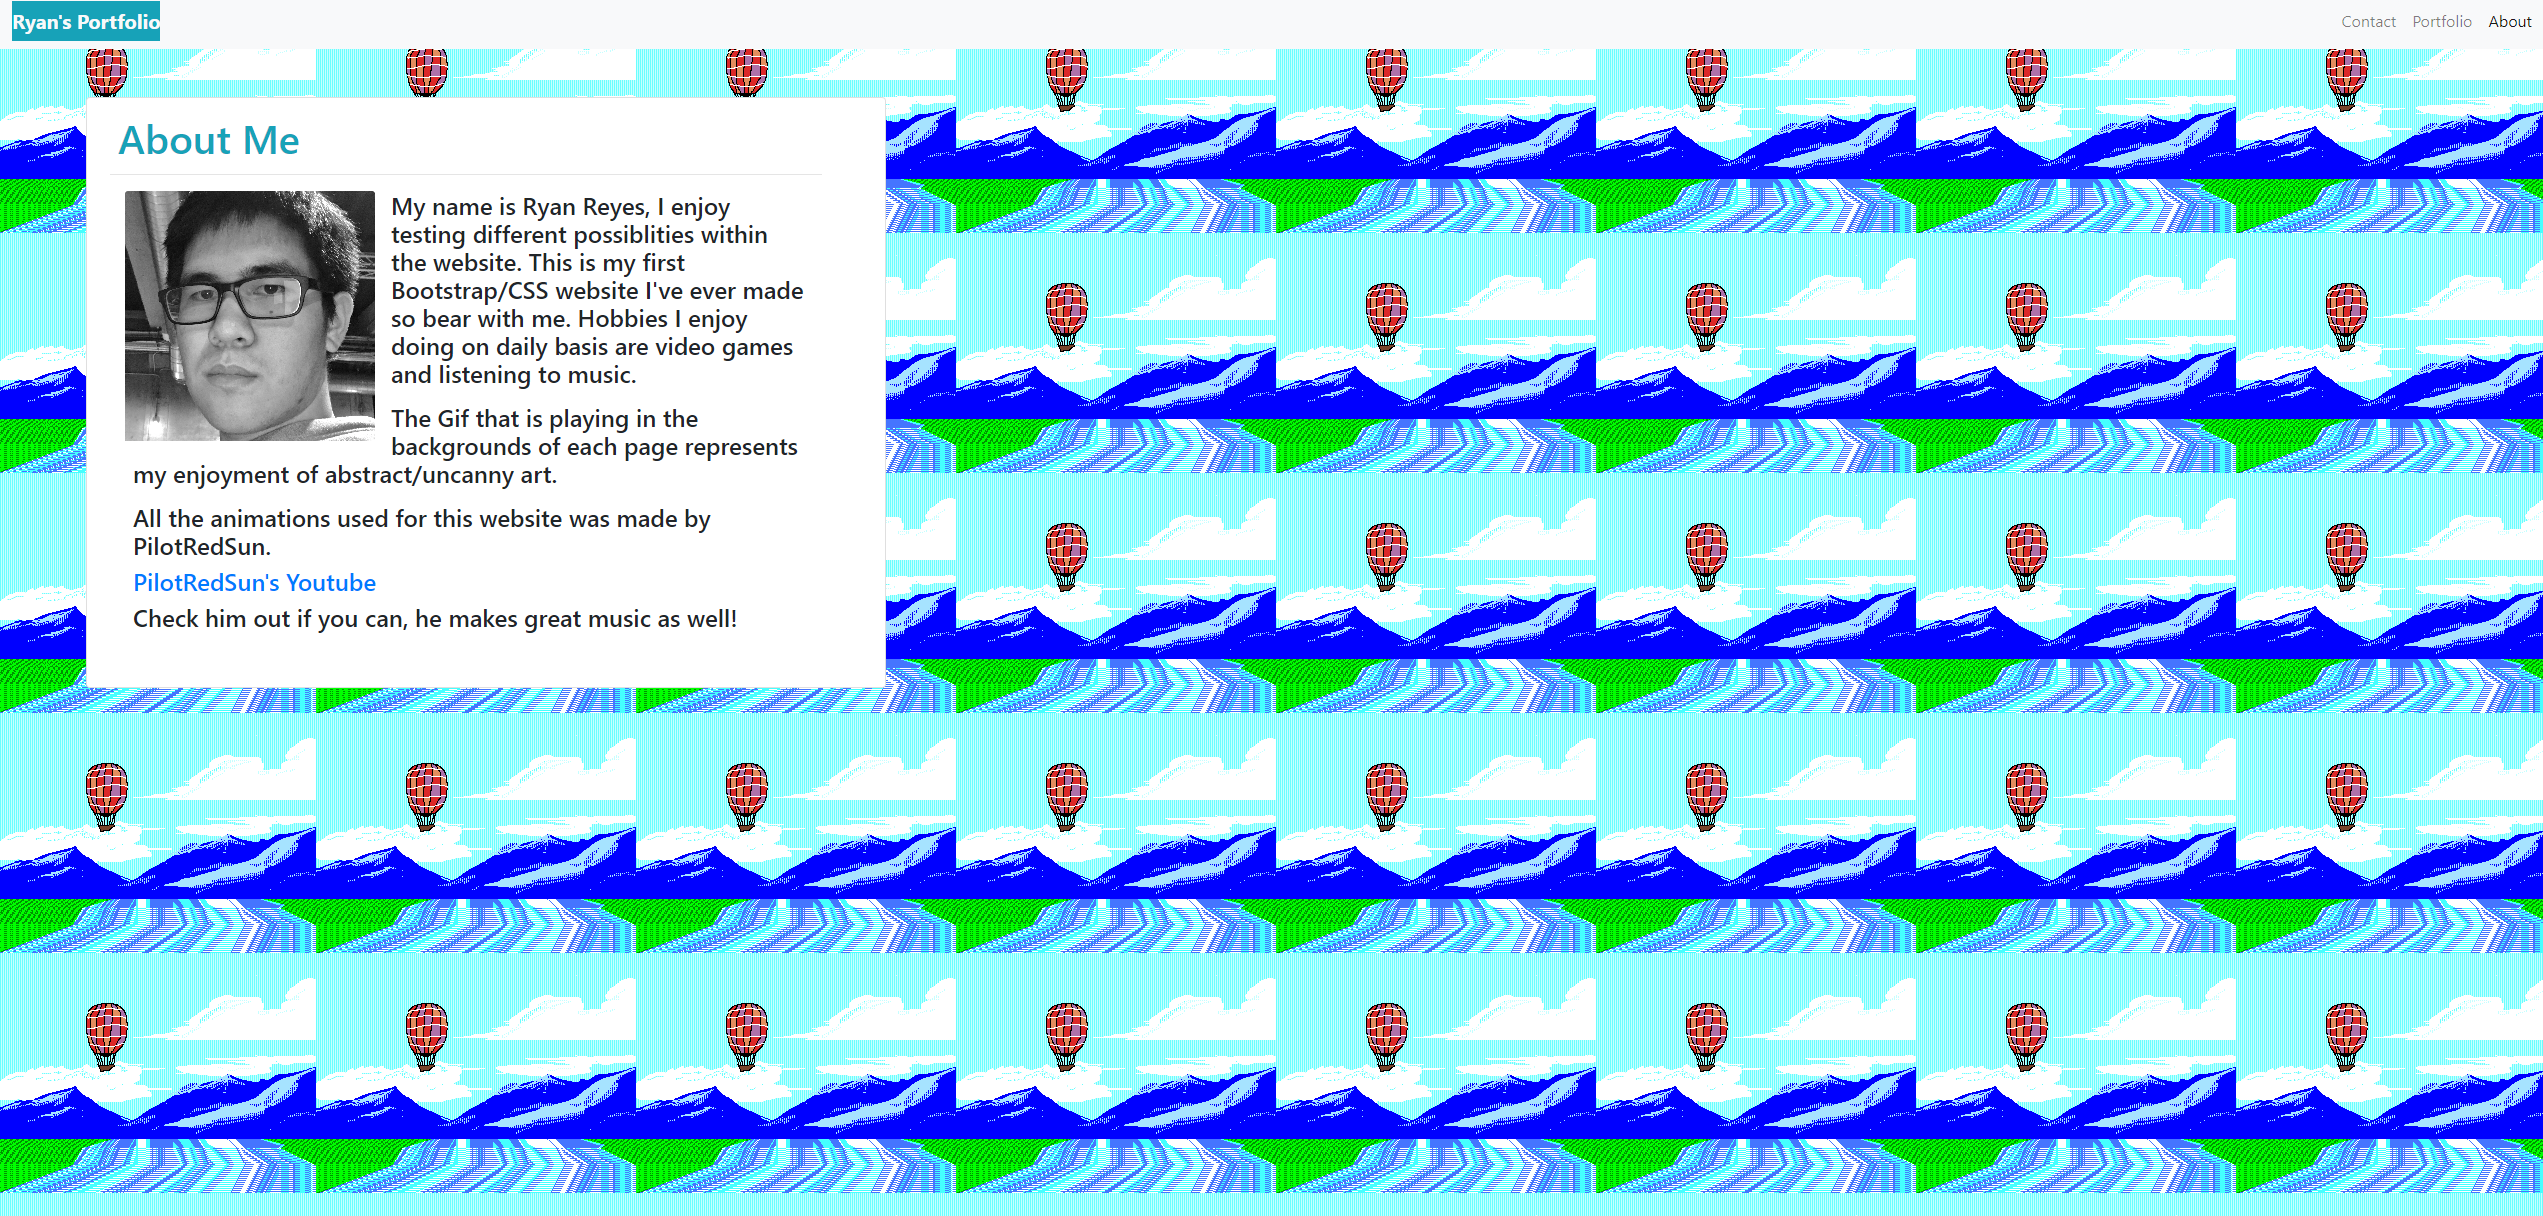 Ryan's Portfolio
Contact Portfolio About
About Me
My name is Ryan Reyes, I enjoy
testing different possiblities within
the website. This is my first
Bootstrap/CSS website I've ever made
so bear with me. Hobbies I enjoy
doing on daily basis are video games
and listening to music.
The Gif that is playing in the
backgrounds of each page represents
my enjoyment of abstract/uncanny art.
All the animations used for this website was made by
PilotRedSun.
PilotRedSun's Youtube
Check him out if you can, he makes great music as well!